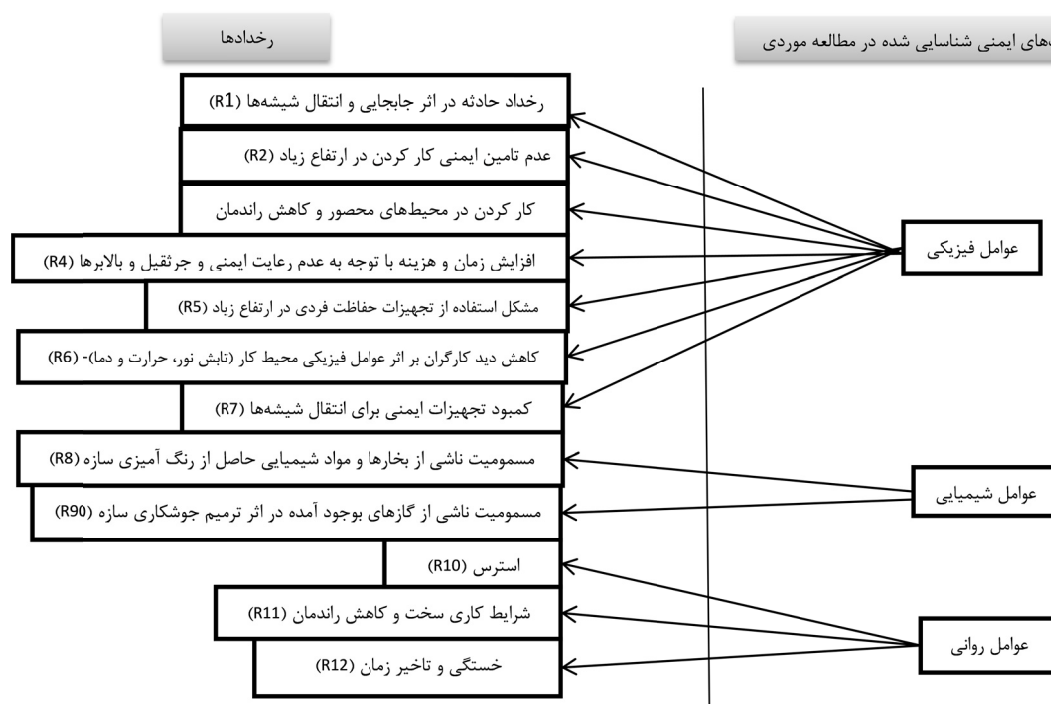 رخدادها
‌های ایمنی شناسایی شده در مطالعه موردی
رخداد حادثه در اثر جابجایی و انتقال شیشه‌ها (R1)
عدم تامین ایمنی کار کردن در ارتفاع زیاد (R2)
کار کردن در محیط‌های محصور و کاهش راندمان
عوامل فیزیکی
افزایش زمان و هزینه با توجه به عدم رعایت ایمنی و جرثقیل و بالابرها (R4)
مشکل استفاده از تجهیزات حفاظت فردی در ارتفاع زیاد (R5)
کاهش دید کارگران بر اثر عوامل فیزیکی محیط کار (تابش نور، حرارت و دما)- (R6)
کمبود تجهیزات ایمنی برای انتقال شیشه‌ها (R7)
مسمومیت ناشی از بخارها و مواد شیمیایی حاصل از رنگ آمیزی سازه (R8)
عوامل شیمیایی
مسمومیت ناشی از گازهای بوجود آمده در اثر ترمیم جوشکاری سازه (R90)
استرس (R10)
شرایط کاری سخت و کاهش راندمان (R11)
عوامل روانی
خستگی و تاخیر زمان (R12)